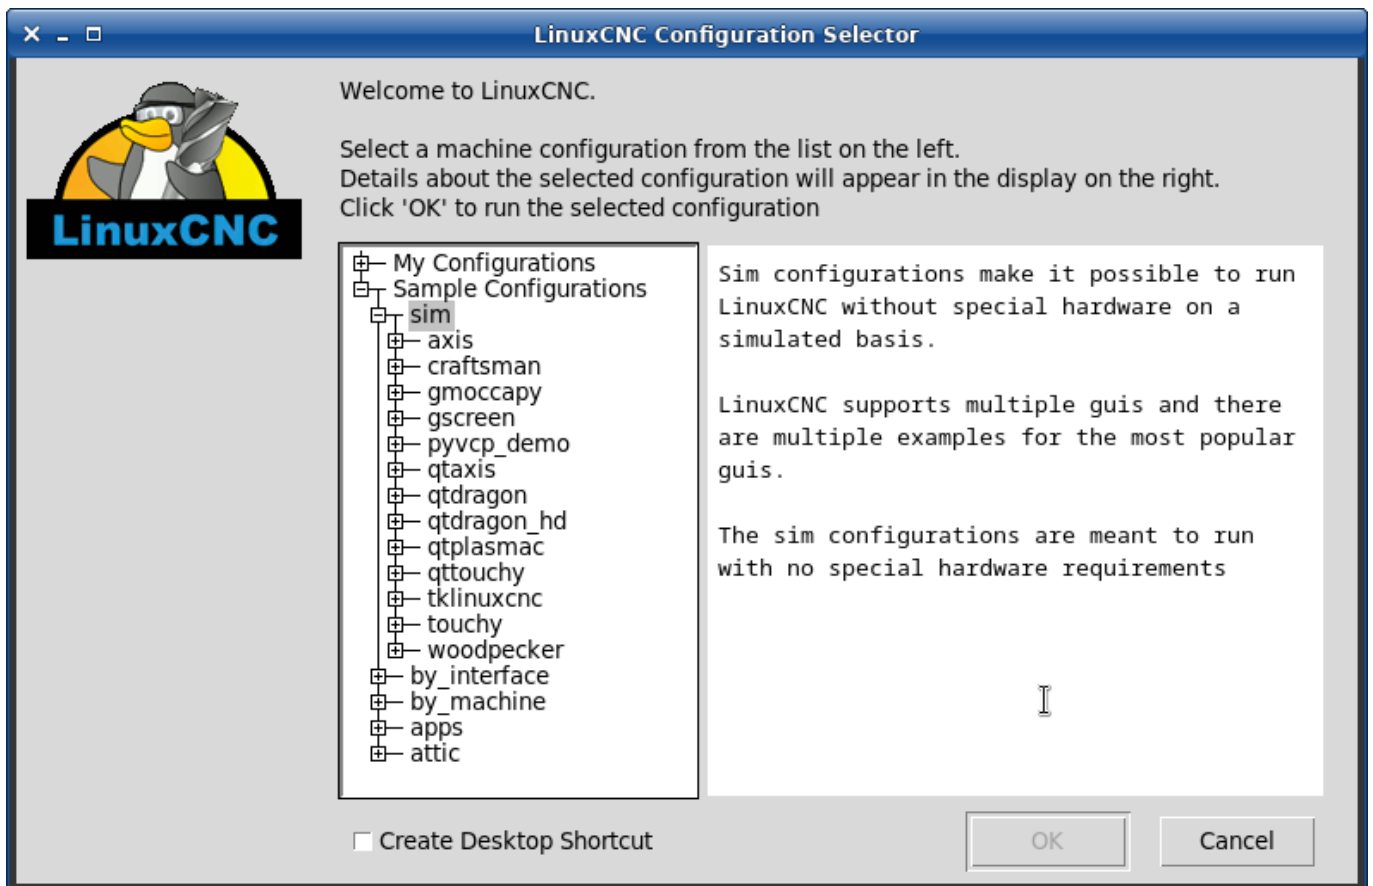 LinuxCNC Configuration Selector
LinuxCNC
Welcome to LinuxCNC.
Select a machine configuration from the list on the left.
Details about the selected configuration will appear in the display on the right.
Click 'OK' to run the selected configuration
My Configurations
Sample Configurations
sim
axis
craftsman
gmoccapy
gscreen
pyvcp_demo
qtaxis
qtdragon
qtdragon_hd
qtplasmac
qttouchy
tklinuxcnc
touchy
woodpecker
by_interface
by_machine
apps
attic
Sim configurations make it possible to run
LinuxCNC without special hardware on a
simulated basis.
LinuxCNC supports multiple guis and there
are multiple examples for the most popular
guis.
The sim configurations are meant to run
with no special hardware requirements
Create Desktop Shortcut
OK
Cancel